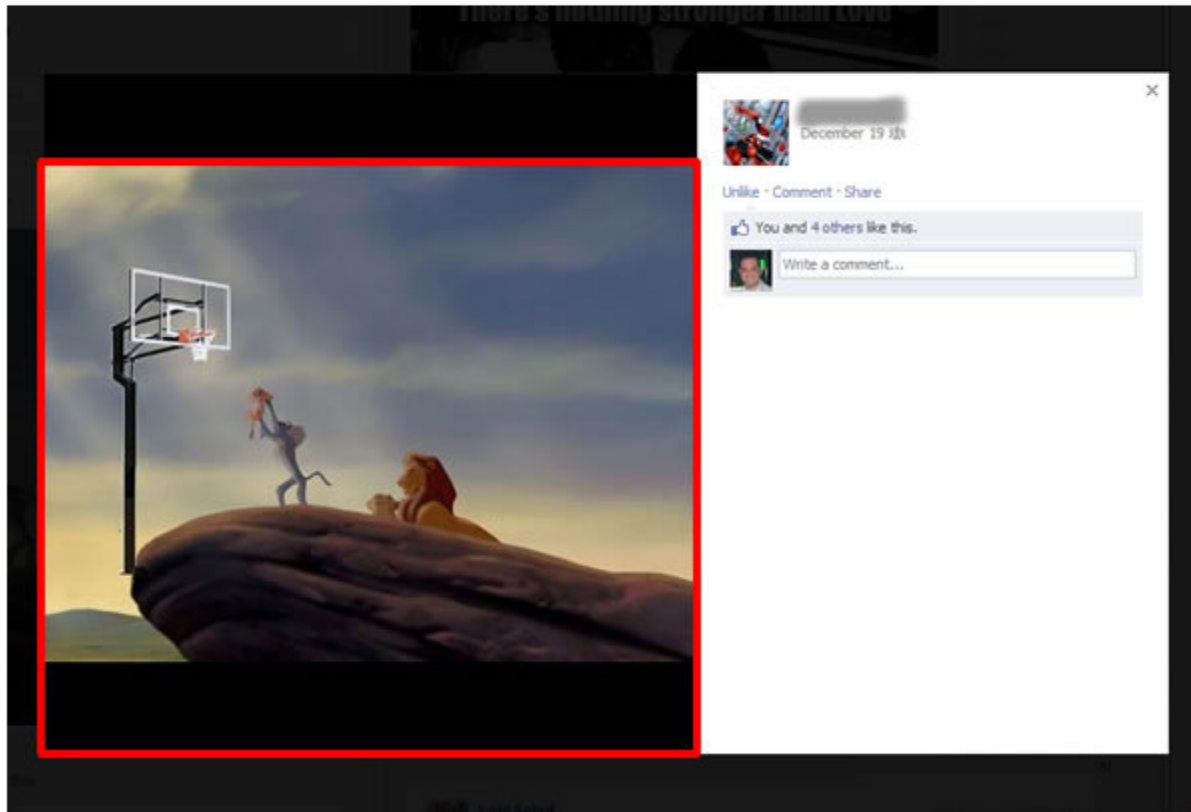 There's nothing stronger than Love
December 19
Unlike · Comment · Share
You and 4 others like this.
Write a comment...